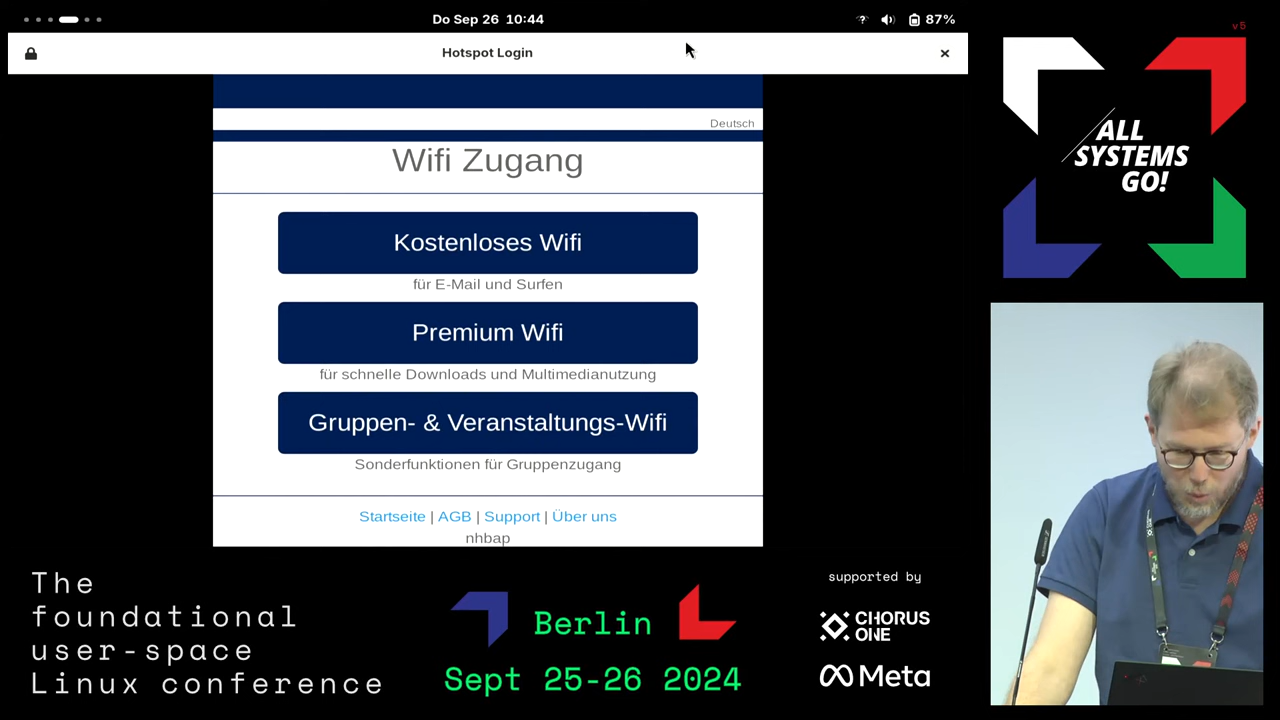 Do Sep 26 10:44
87%
Hotspot Login
Deutsch
Wifi Zugang
Kostenloses Wifi
für E-Mail und Surfen
Premium Wifi
für schnelle Downloads und Multimedianutzung
Gruppen- & Veranstaltungs-Wifi
Sonderfunktionen für Gruppenzugang
Startseite | AGB | Support | Über uns
nhbap
v5
ALL
SYSTEMS
GO!
The
foundational
user-space
Linux conference
Berlin
Sept 25-26 2024
supported by
CHORUS
ONE
Meta